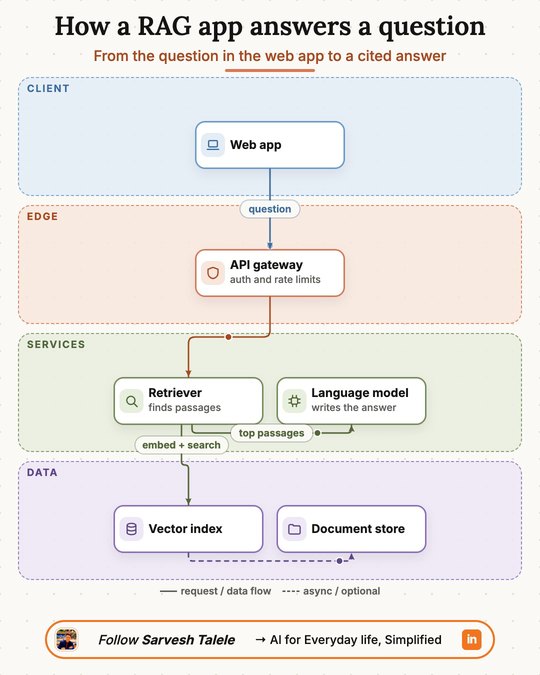 How a RAG app answers a question
From the question in the web app to a cited answer
CLIENT
Web app
question
EDGE
API gateway
auth and rate limits
SERVICES
Retriever
finds passages
Language model
writes the answer
top passages
embed + search
DATA
Vector index
Document store
request / data flow
async / optional
Follow Sarvesh Talele → AI for Everyday life, Simplified in